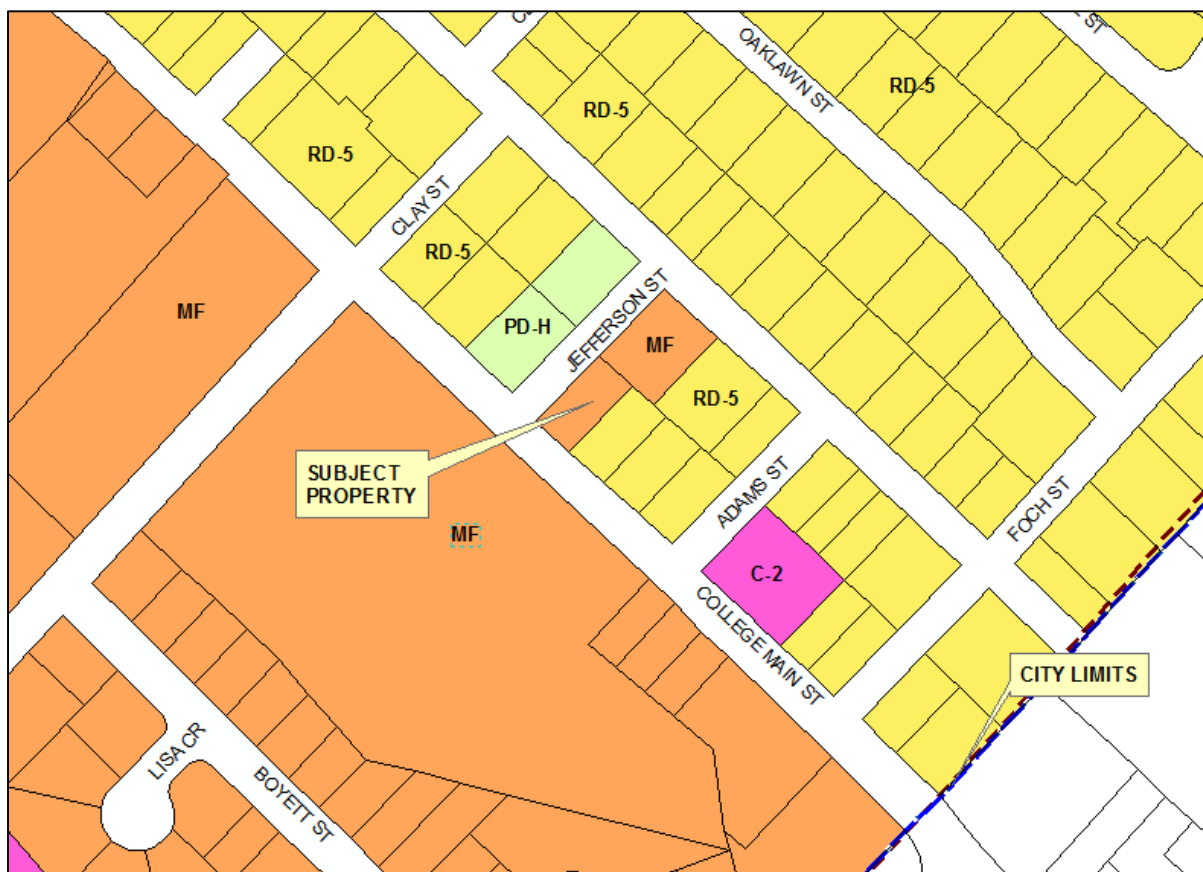 OAKLAWN ST
RD-5
RD-5
RD-5
CLAY ST
RD-5
MF
PD-H
JEFFERSON ST
MF
RD-5
SUBJECT
PROPERTY
ADAMS ST
FOCH ST
MF
C-2
COLLEGE MAIN ST
CITY LIMITS
LISA CR
BOYETT ST